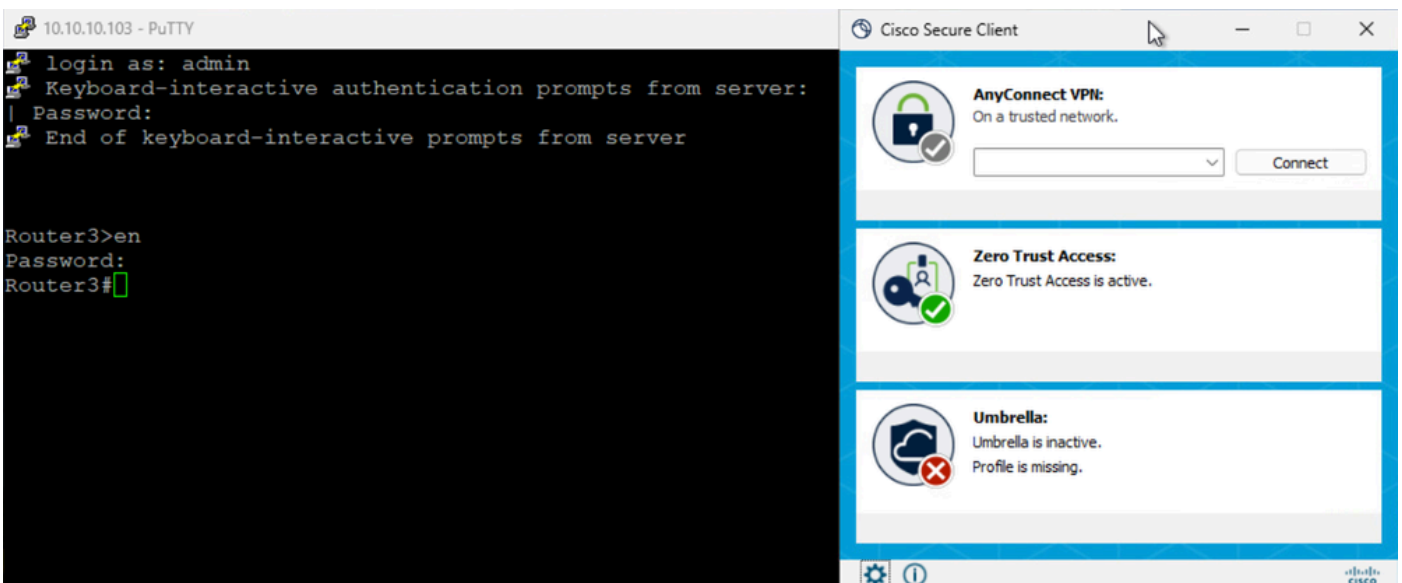 10.10.10.103 - PuTTY
login as: admin
Keyboard-interactive authentication prompts from server:
| Password:
End of keyboard-interactive prompts from server
Router3>en
Password:
Router3#
Cisco Secure Client
AnyConnect VPN:
On a trusted network.
Connect
Zero Trust Access:
Zero Trust Access is active.
Umbrella:
Umbrella is inactive.
Profile is missing.
CISCO